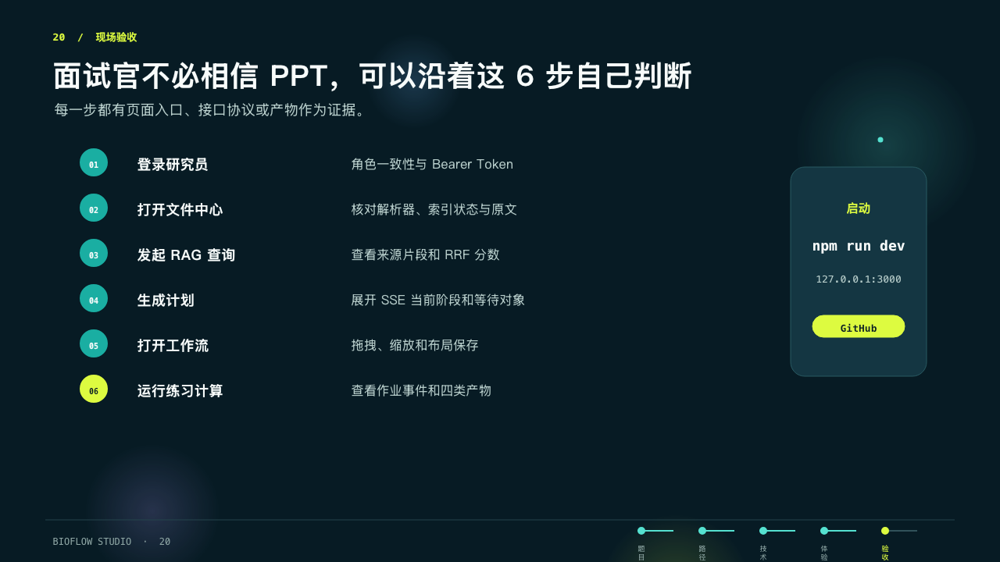 20 / 现场验收
面试官不必相信 PPT，可以沿着这 6 步自己判断
每一步都有页面入口、接口协议或产物作为证据。
01 登录研究员 角色一致性与 Bearer Token
02 打开文件中心 核对解析器、索引状态与原文
03 发起 RAG 查询 查看来源片段和 RRF 分数
04 生成计划 展开 SSE 当前阶段和等待对象
05 打开工作流 拖拽、缩放和布局保存
06 运行练习计算 查看作业事件和四类产物
启动
npm run dev
127.0.0.1:3000
GitHub
BIOFLOW STUDIO · 20
题目
路径
技术
体验
验收